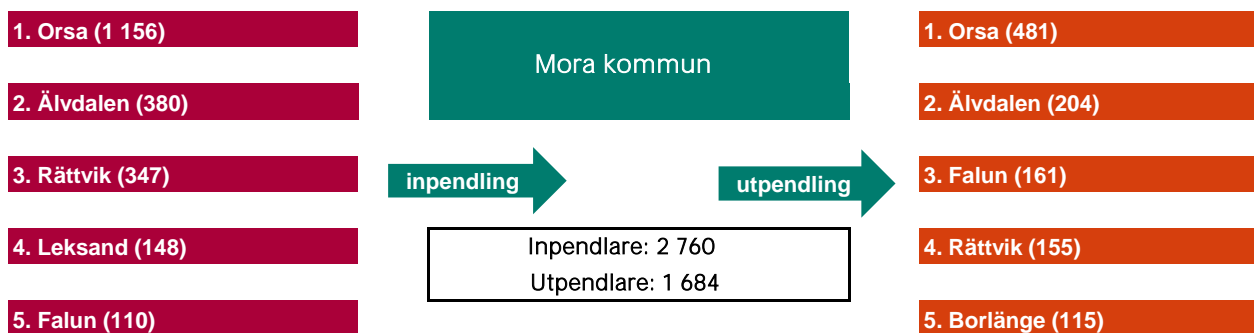 1. Orsa (1 156)
2. Älvdalen (380)
3. Rättvik (347)
4. Leksand (148)
5. Falun (110)
Mora kommun
inpendling
utpendling
Inpendlare: 2 760
Utpendlare: 1 684
1. Orsa (481)
2. Älvdalen (204)
3. Falun (161)
4. Rättvik (155)
5. Borlänge (115)